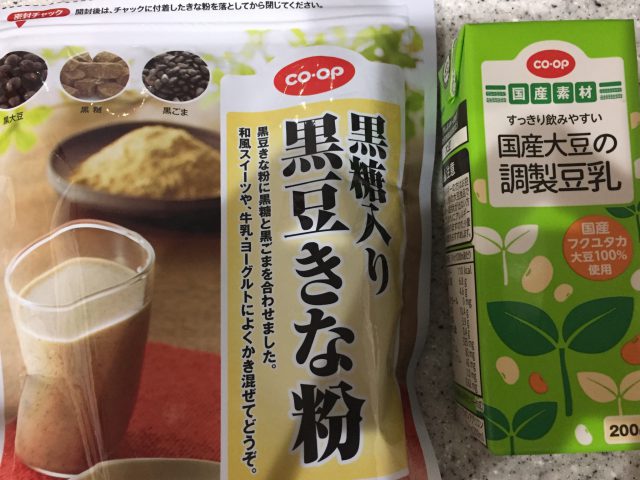 密封チャック
開封後は、チャックに付着したきな粉を落としてから閉じてください。
黒大豆
黒糖
黒ごま
CO·OP
黒糖入り
黒豆きな粉
黒豆きな粉に黒糖と黒ごまを合わせました。
和風スイーツや、牛乳・ヨーグルトによくかき混ぜてどうぞ。
CO·OP
国産素材
すっきり飲みやすい
国産大豆の
調製豆乳
国産
フクユタカ
大豆100%
使用
200